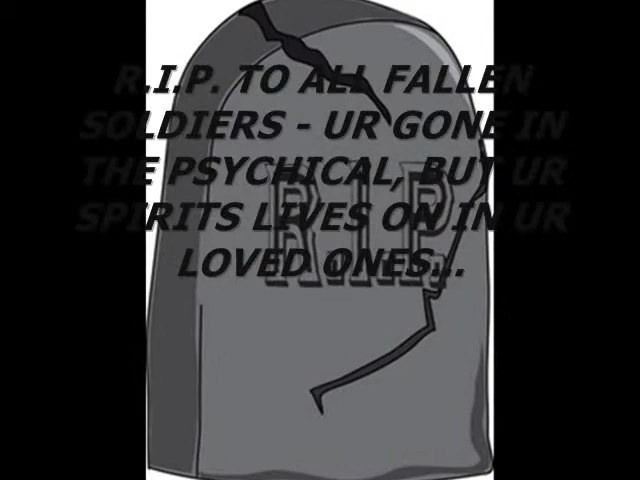 R.I.P. TO ALL FALLEN
SOLDIERS - UR GONE IN
THE PSYCHICAL, BUT UR
SPIRITS LIVES ON IN UR
LOVED ONES...
R.I.P.